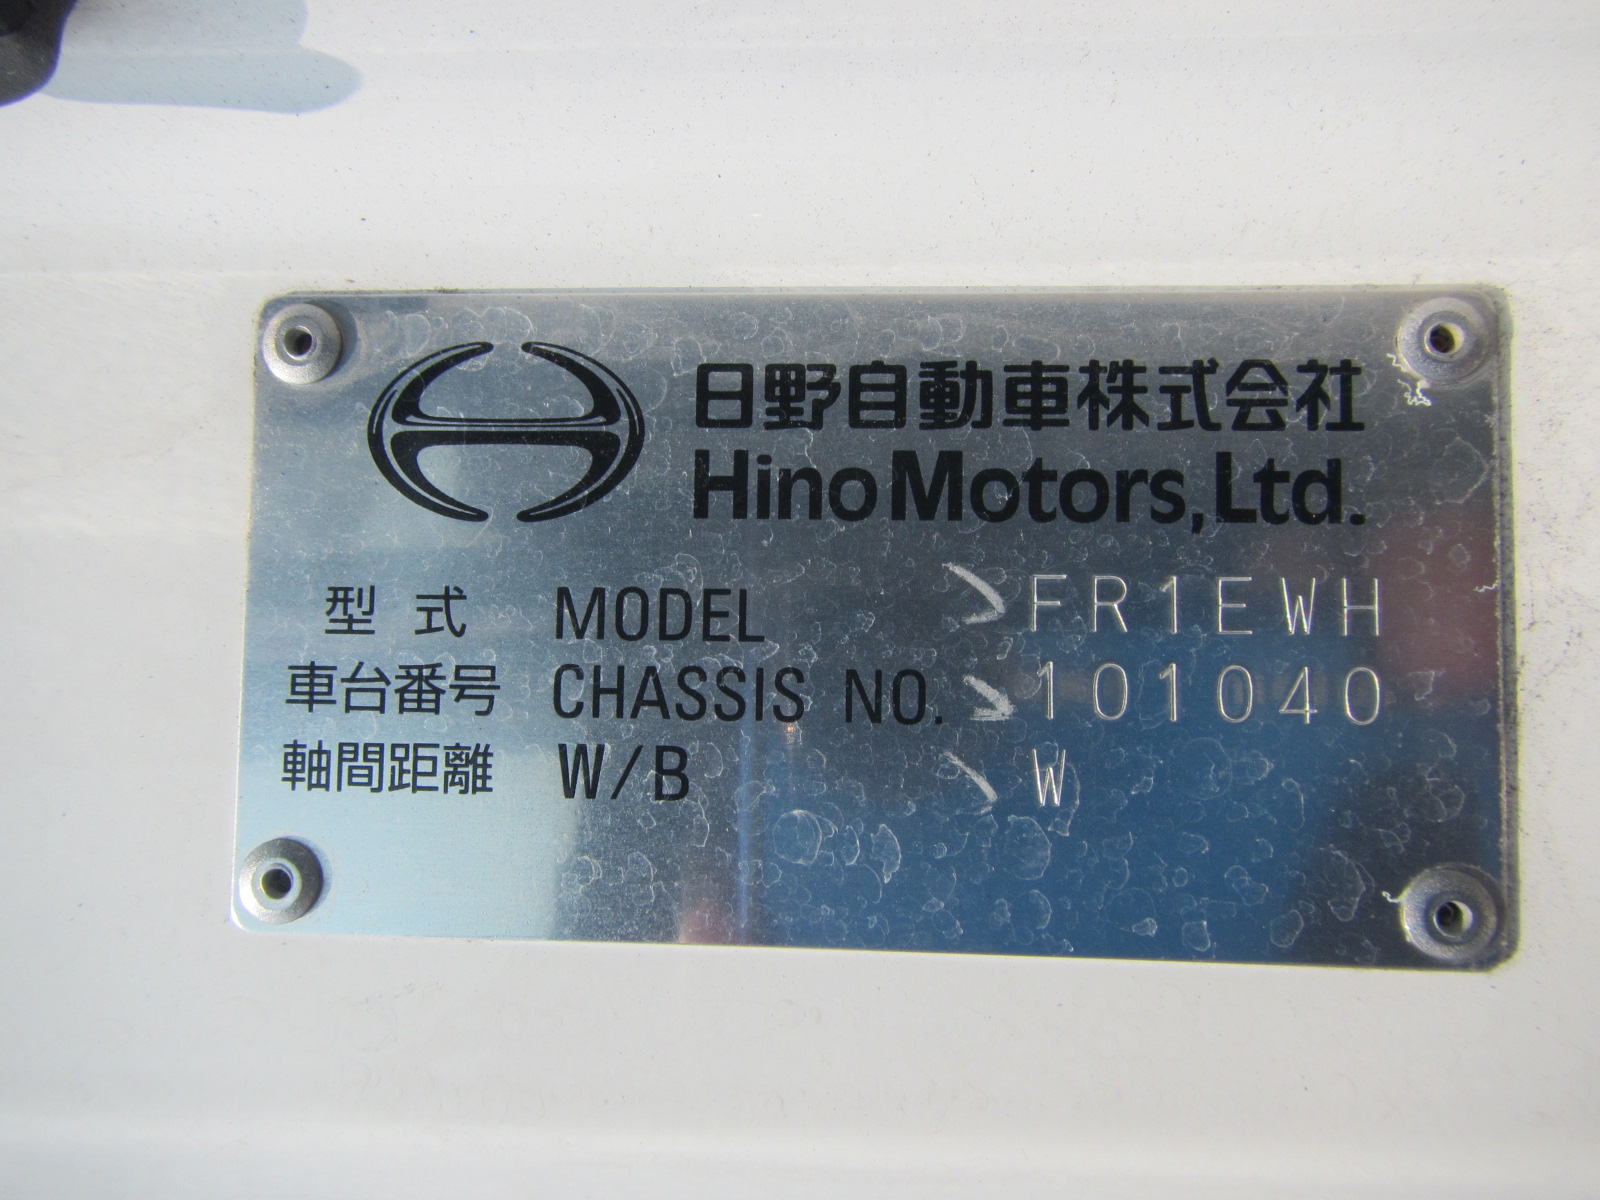 日野自動車株式会社
Hino Motors, Ltd.
型式 MODEL FR1EWH
車台番号 CHASSIS NO. 101040
軸間距離 W/B W